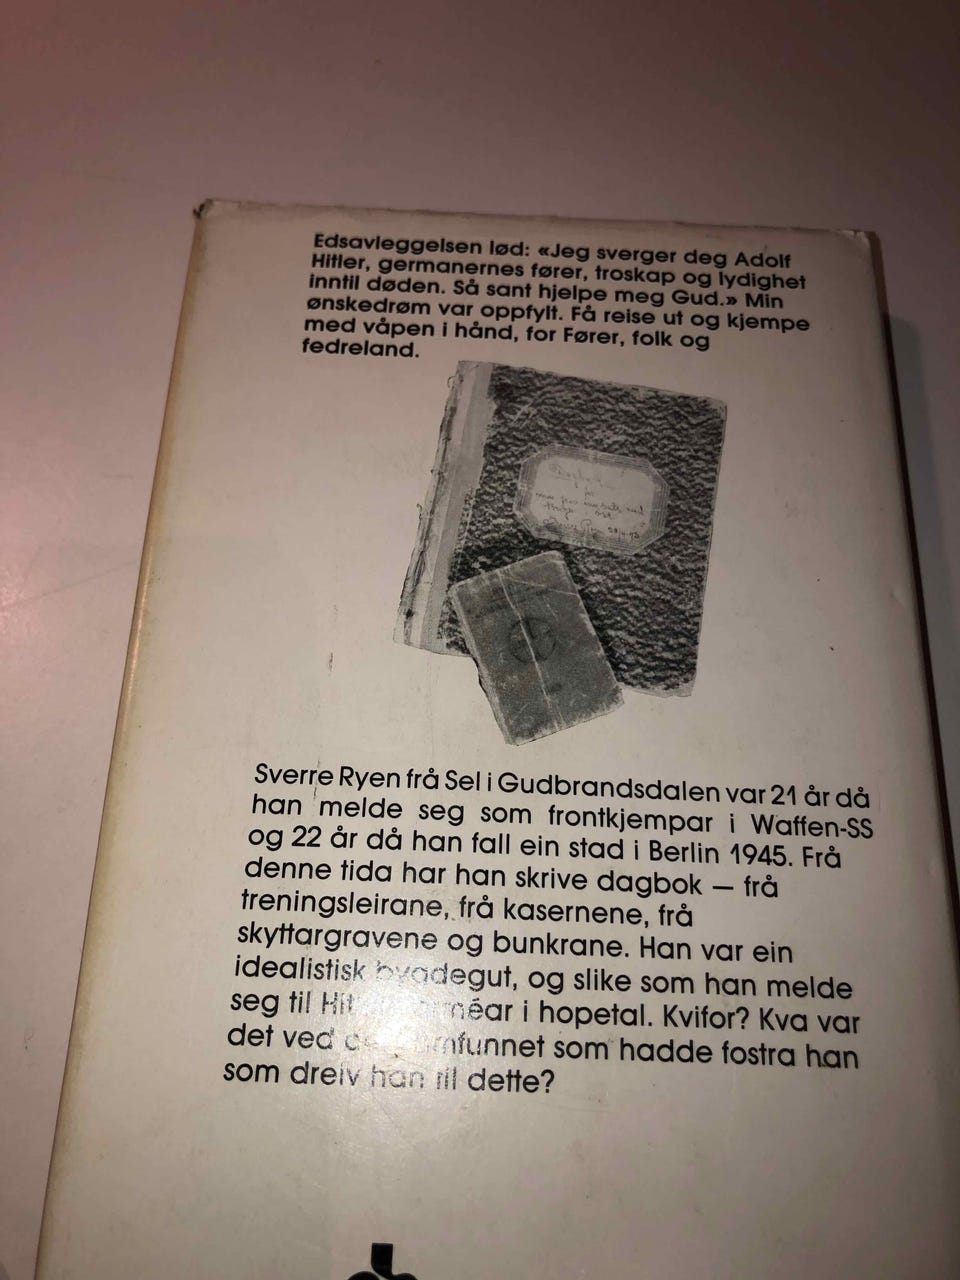 Edsavleggelsen lød: «Jeg sverger deg Adolf
Hitler, germanernes fører, troskap og lydighet
inntil døden. Så sant hjelpe meg Gud.» Min
ønskedrøm var oppfylt. Få reise ut og kjempe
med våpen i hånd, for Fører, folk og
fedreland.
Sverre Ryen frå Sel i Gudbrandsdalen var 21 år då
han melde seg som frontkjempar i Waffen-SS
og 22 år då han fall ein stad i Berlin 1945. Frå
denne tida har han skrive dagbok — frå
treningsleirane, frå kasernene, frå
skyttargravene og bunkrane. Han var ein
idealistisk bygdegut, og slike som han melde
seg til i hopetal. Kvifor? Kva var
det ved som hadde fostra han
som dreiv han til dette?